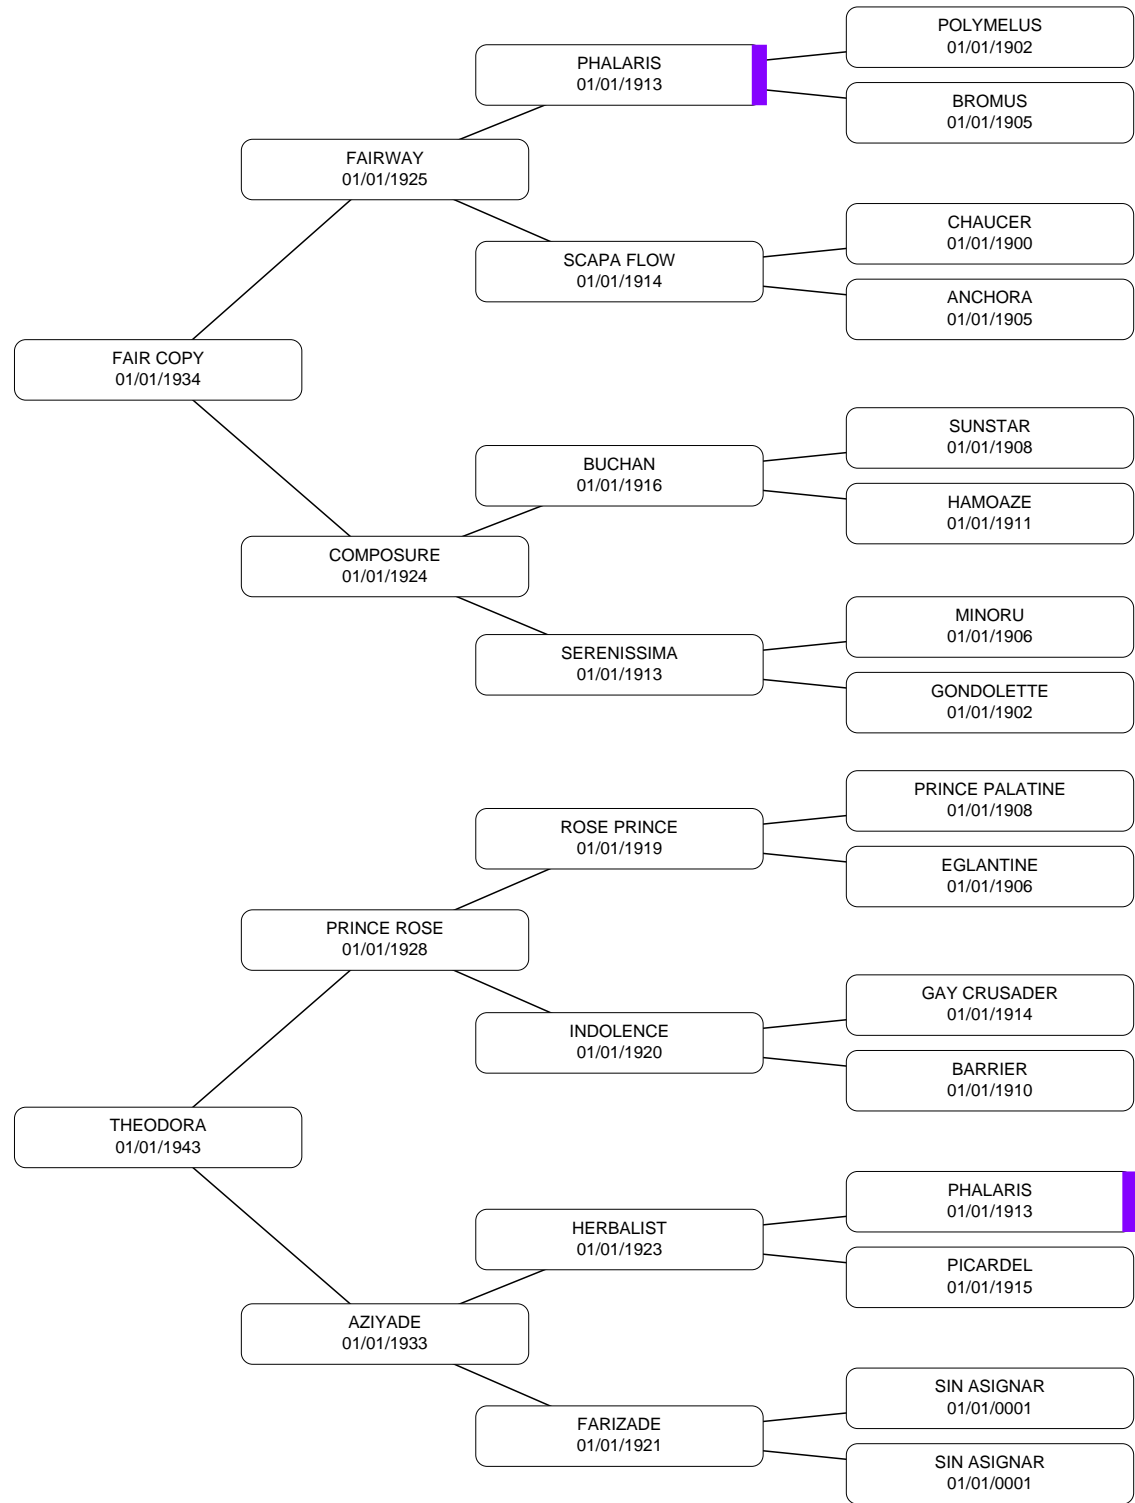 POLYMELUS
01/01/1902
PHALARIS
01/01/1913
BROMUS
01/01/1905
FAIRWAY
01/01/1925
CHAUCER
01/01/1900
SCAPA FLOW
01/01/1914
ANCHORA
01/01/1905
FAIR COPY
01/01/1934
SUNSTAR
01/01/1908
BUCHAN
01/01/1916
HAMOAZE
01/01/1911
COMPOSURE
01/01/1924
MINORU
01/01/1906
SERENISSIMA
01/01/1913
GONDOLETTE
01/01/1902
PRINCE PALATINE
01/01/1908
ROSE PRINCE
01/01/1919
EGLANTINE
01/01/1906
PRINCE ROSE
01/01/1928
GAY CRUSADER
01/01/1914
INDOLENCE
01/01/1920
BARRIER
01/01/1910
THEODORA
01/01/1943
PHALARIS
01/01/1913
HERBALIST
01/01/1923
PICARDEL
01/01/1915
AZIYADE
01/01/1933
SIN ASIGNAR
01/01/0001
FARIZADE
01/01/1921
SIN ASIGNAR
01/01/0001